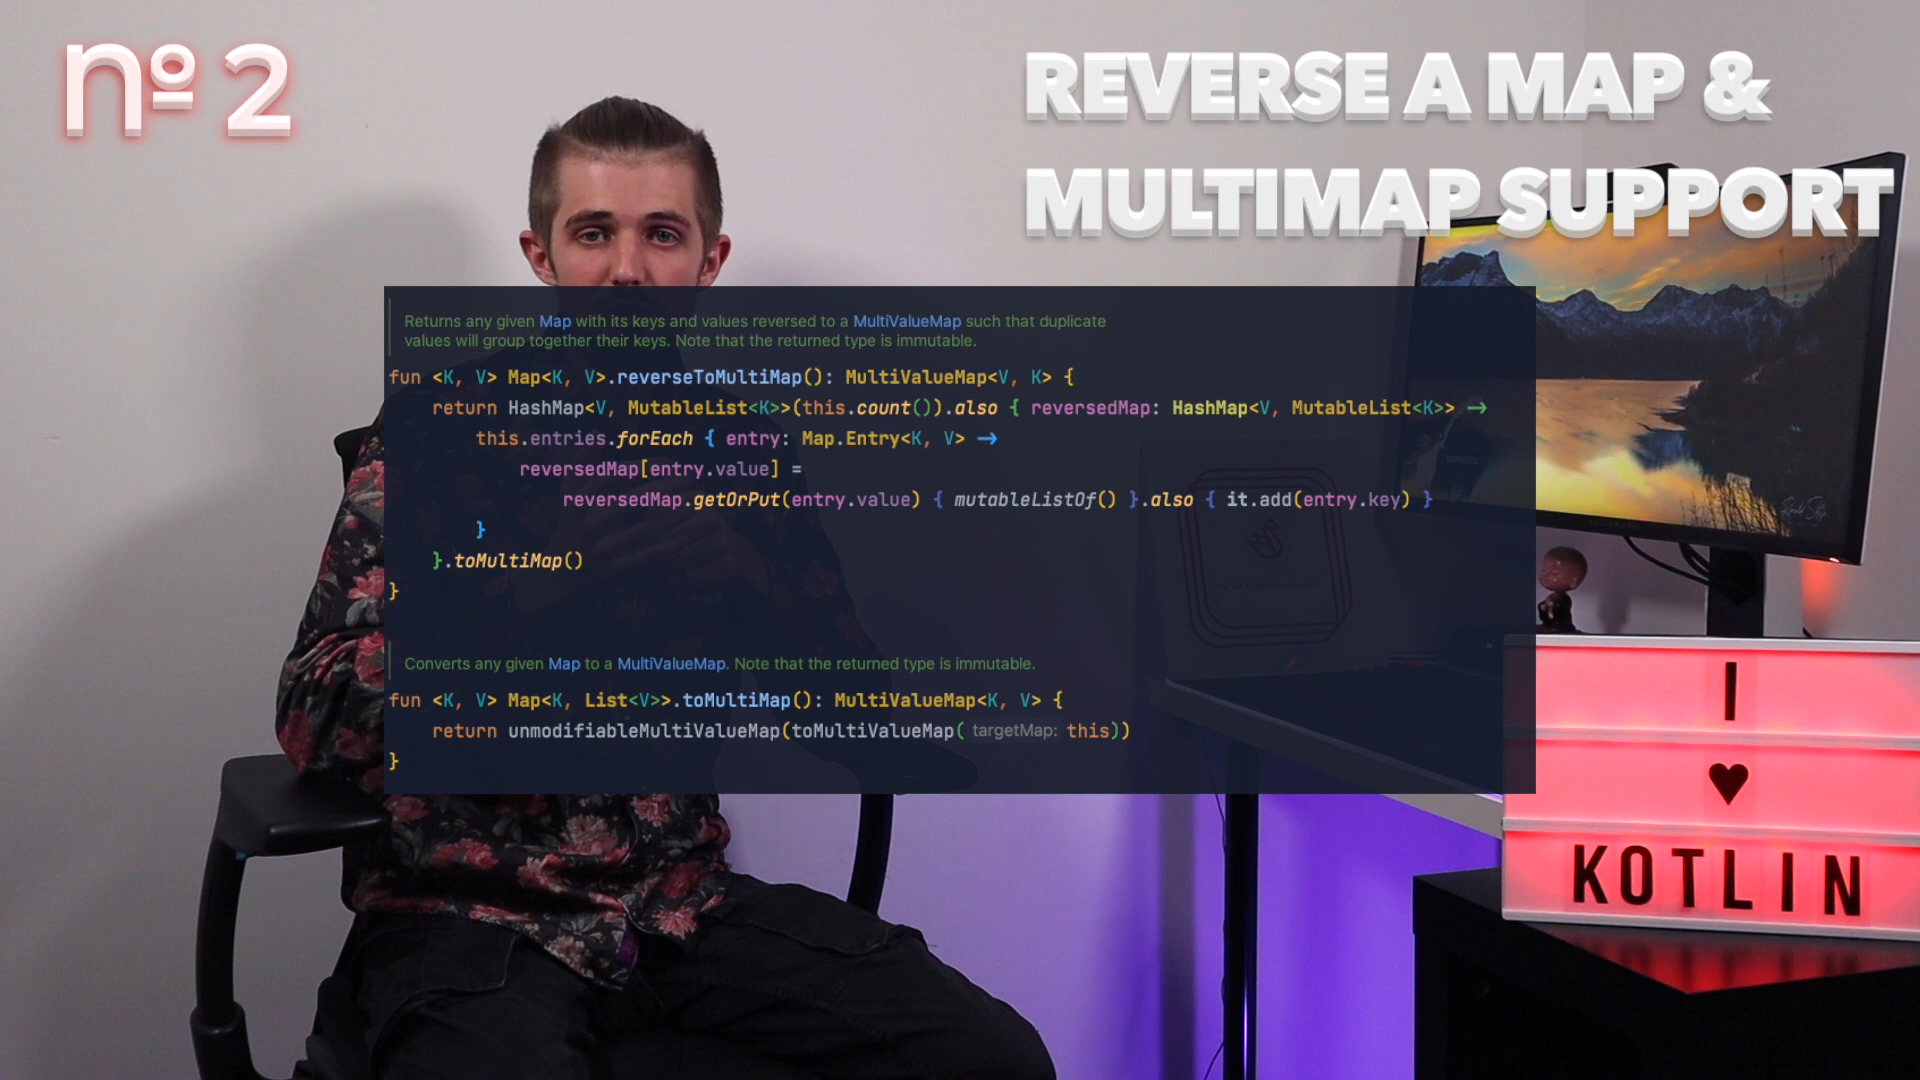 nº 2
REVERSE A MAP &
MULTIMAP SUPPORT
Returns any given Map with its keys and values reversed to a MultiValueMap such that duplicate
values will group together their keys. Note that the returned type is immutable.
fun <K, V> Map<K, V>.reverseToMultiMap(): MultiValueMap<V, K> {
return HashMap<V, MutableList<K>>(this.count()).also { reversedMap: HashMap<V, MutableList<K>> →
this.entries.forEach { entry: Map.Entry<K, V> →
reversedMap[entry.value] =
reversedMap.getOrPut(entry.value) { mutableListOf() }.also { it.add(entry.key) }
}
}.toMultiMap()
}
Converts any given Map to a MultiValueMap. Note that the returned type is immutable.
fun <K, V> Map<K, List<V>>.toMultiMap(): MultiValueMap<K, V> {
return unmodifiableMultiValueMap(toMultiValueMap( targetMap: this))
}
I
♥
KOTLIN